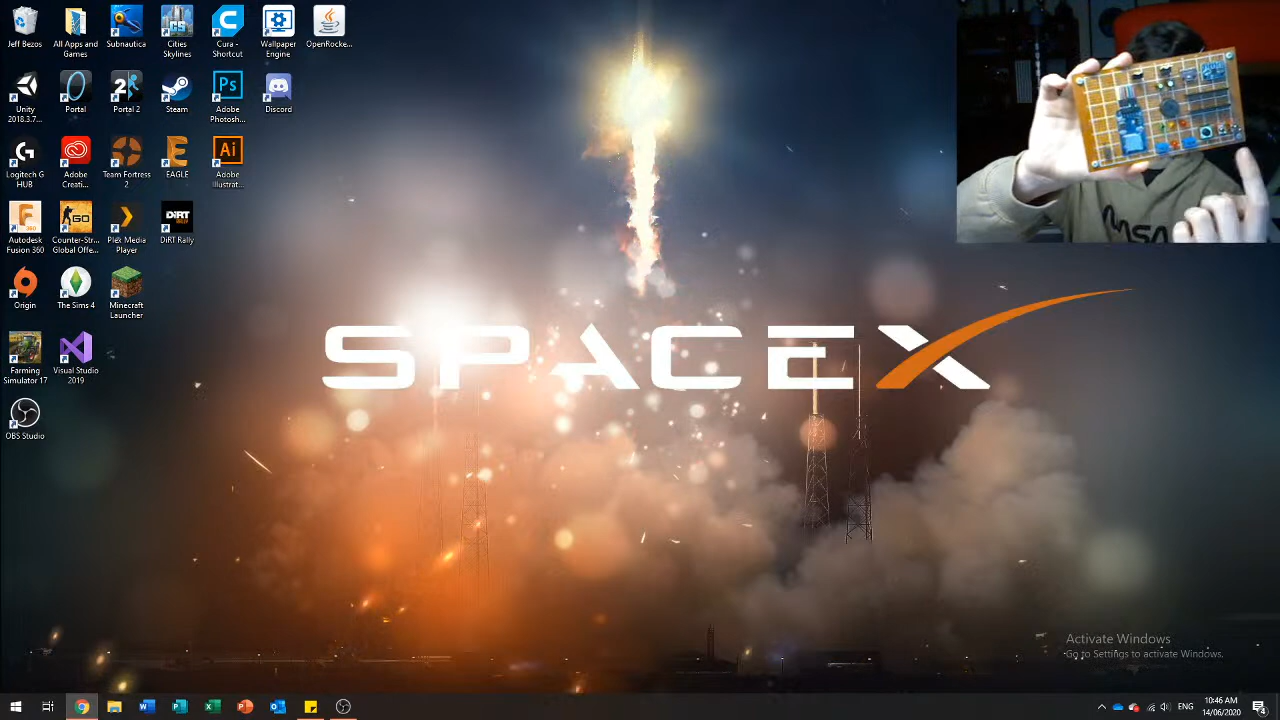 Jeff Bezos
All Apps and
Games
Subnautica
Cities
Skylines
Cura -
Shortcut
Wallpaper
Engine
OpenRocke...
Unity
2018.3.7...
Portal
Portal 2
Steam
Adobe
Photosh...
Discord
Logitech G
HUB
Adobe
Creati...
Team Fortress
2
EAGLE
Adobe
Illustrat...
Autodesk
Fusion 360
Counter-Str...
Global Offe...
Plex Media
Player
DiRT Rally
Origin
The Sims 4
Minecraft
Launcher
Farming
Simulator 17
Visual Studio
2019
OBS Studio
SPACEX
NASA
Activate Windows
Go to Settings to activate Windows.
ENG
10:46 AM
14/06/2020